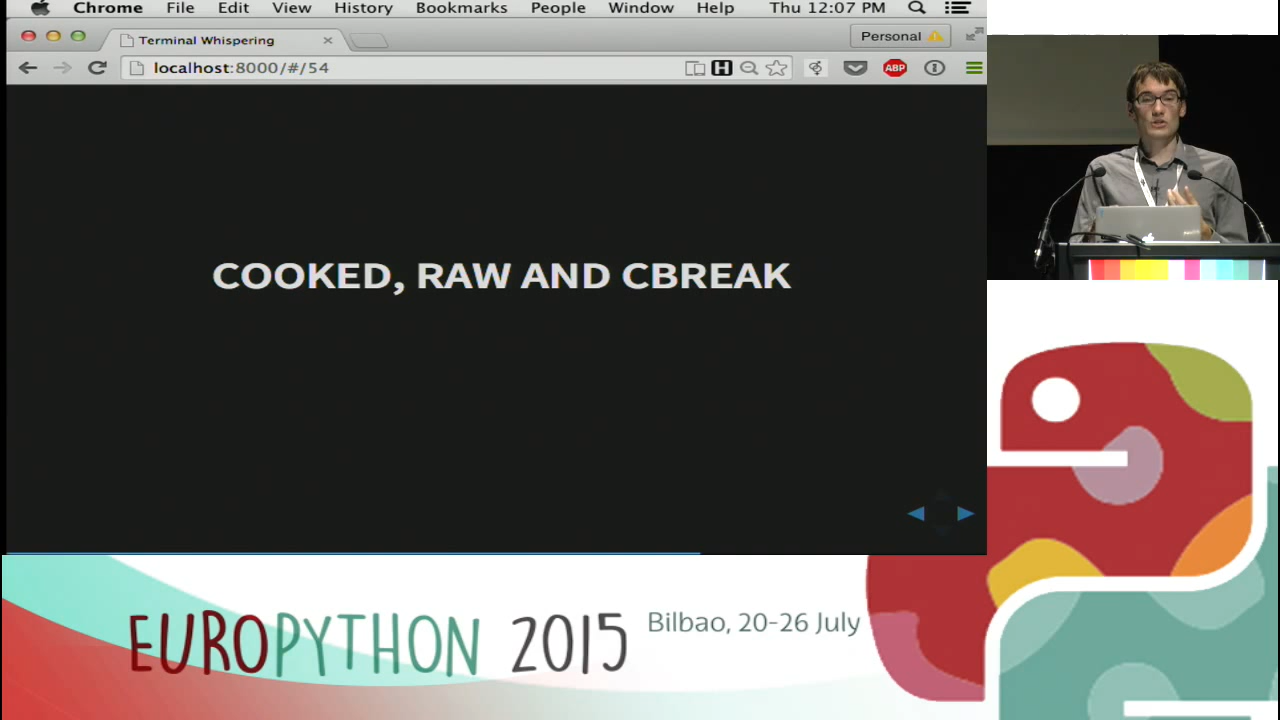 Chrome File Edit View History Bookmarks People Window Help Thu 12:07 PM
Terminal Whispering
Personal
localhost:8000/#/54
H
ABP
COOKED, RAW AND CBREAK
EUROPYTHON 2015
Bilbao, 20-26 July